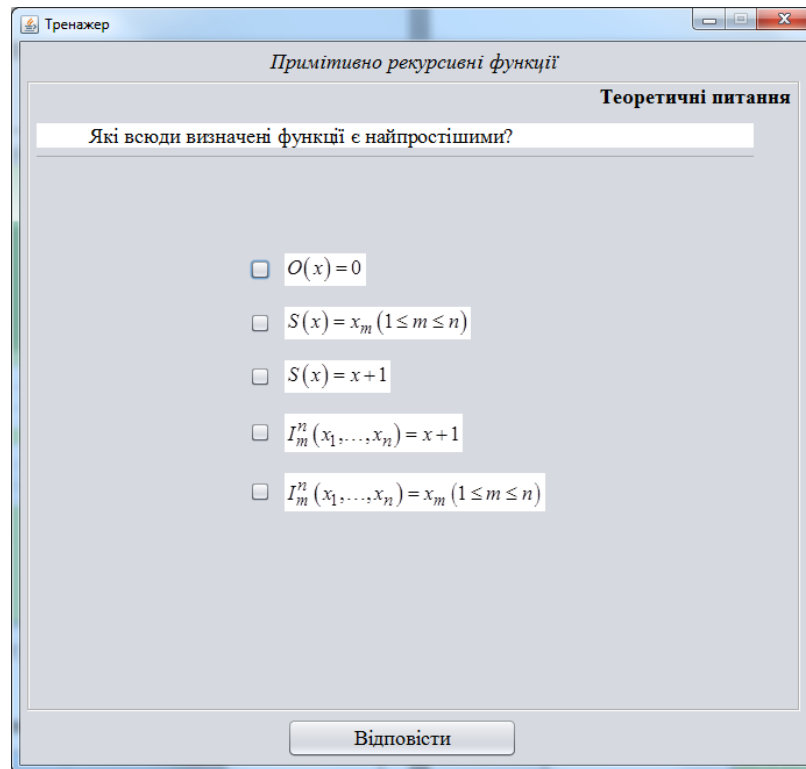 Тренажер
Примітивно рекурсивні функції
Теоретичні питання
Які всюди визначені функції є найпростішими?
O(x) = 0
S(x) = x_m (1 ≤ m ≤ n)
S(x) = x + 1
I_m^n (x_1, ..., x_n) = x + 1
I_m^n (x_1, ..., x_n) = x_m (1 ≤ m ≤ n)
Відповісти